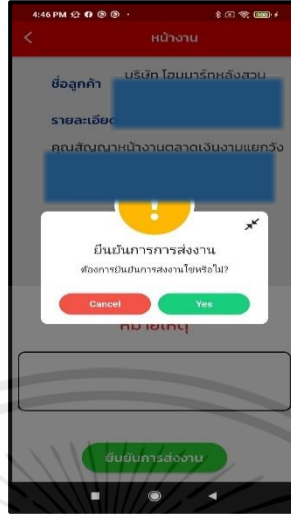 4:46 PM
หน้างาน
ชื่อลูกค้า
บริษัท โฮมมาร์ทหลังสวน
รายละเอียด
คุณสัญญาหน้างานตลาดเงินงามแยกวัง
!
ยืนยันการการส่งงาน
ต้องการยืนยันการส่งงานใช่หรือไม่?
Cancel
Yes
หมายเหตุ
ยืนยันการส่งงาน